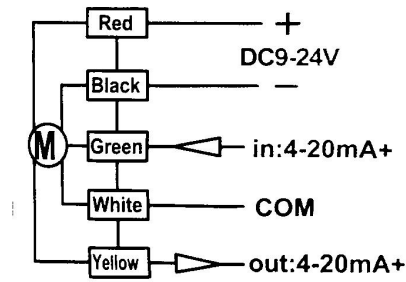 Red +
DC9-24V
Black −
M Green in:4-20mA+
White COM
Yellow out:4-20mA+